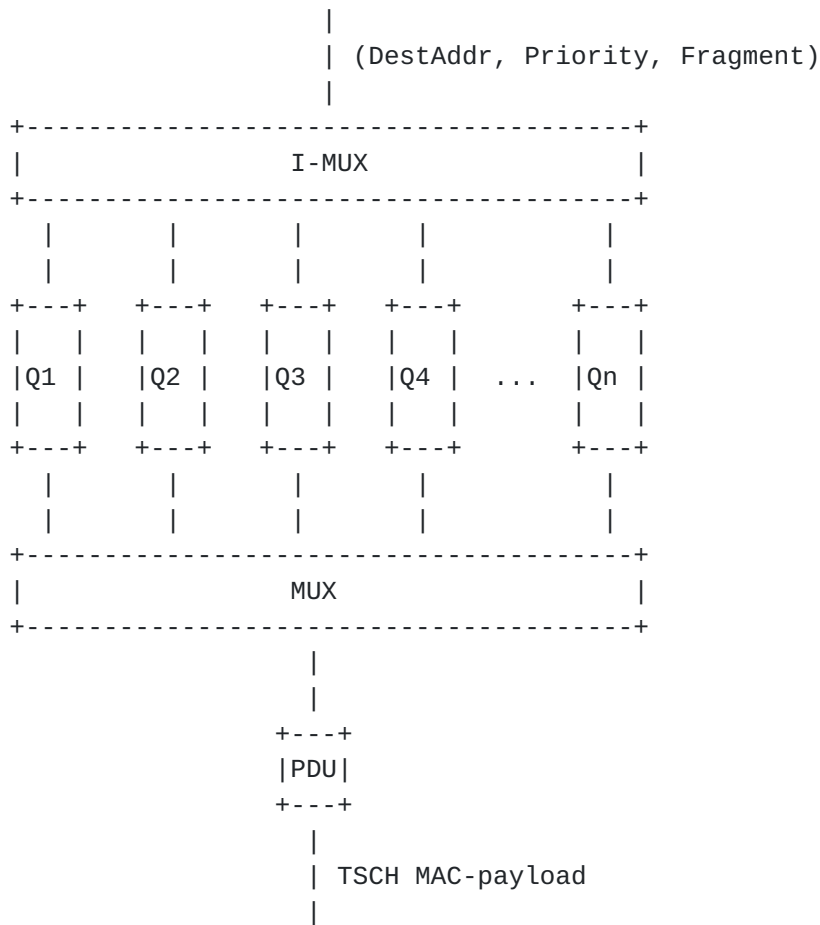 (DestAddr, Priority, Fragment)
I-MUX
Q1 Q2 Q3 Q4 ... Qn
MUX
PDU
TSCH MAC-payload